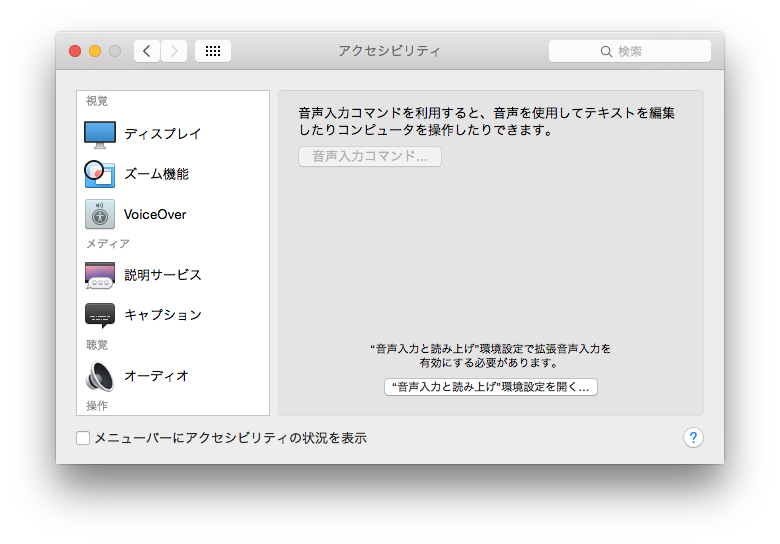 アクセシビリティ
検索
視覚
ディスプレイ
ズーム機能
VoiceOver
メディア
説明サービス
キャプション
聴覚
オーディオ
操作
音声入力コマンドを利用すると、音声を使用してテキストを編集
したりコンピュータを操作したりできます。
音声入力コマンド...
“音声入力と読み上げ”環境設定で拡張音声入力を
有効にする必要があります。
“音声入力と読み上げ”環境設定を開く...
メニューバーにアクセシビリティの状況を表示
?